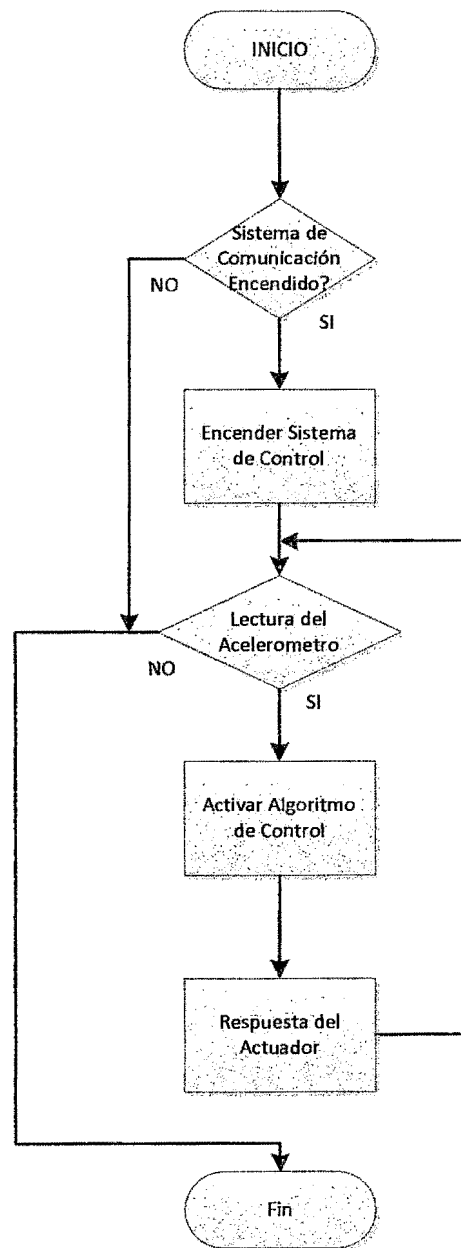 INICIO
Sistema de
Comunicación
Encendido?
NO
SI
Encender Sistema
de Control
Lectura del
Acelerometro
NO
SI
Activar Algoritmo
de Control
Respuesta del
Actuador
Fin